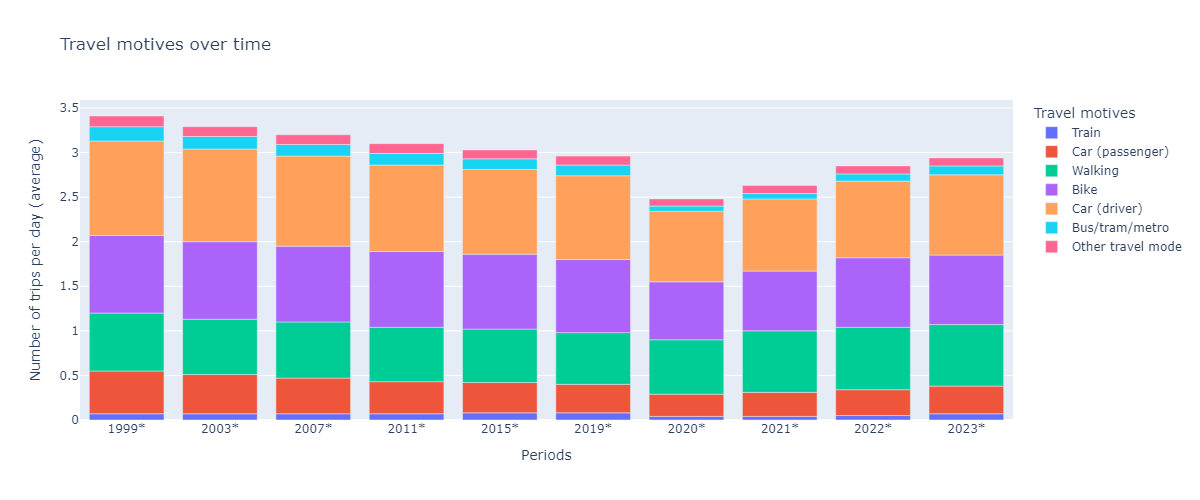 Travel motives over time
Number of trips per day (average)
3.5
3
2.5
2
1.5
1
0.5
0
1999*
2003*
2007*
2011*
2015*
2019*
2020*
2021*
2022*
2023*
Periods
Travel motives
Train
Car (passenger)
Walking
Bike
Car (driver)
Bus/tram/metro
Other travel mode